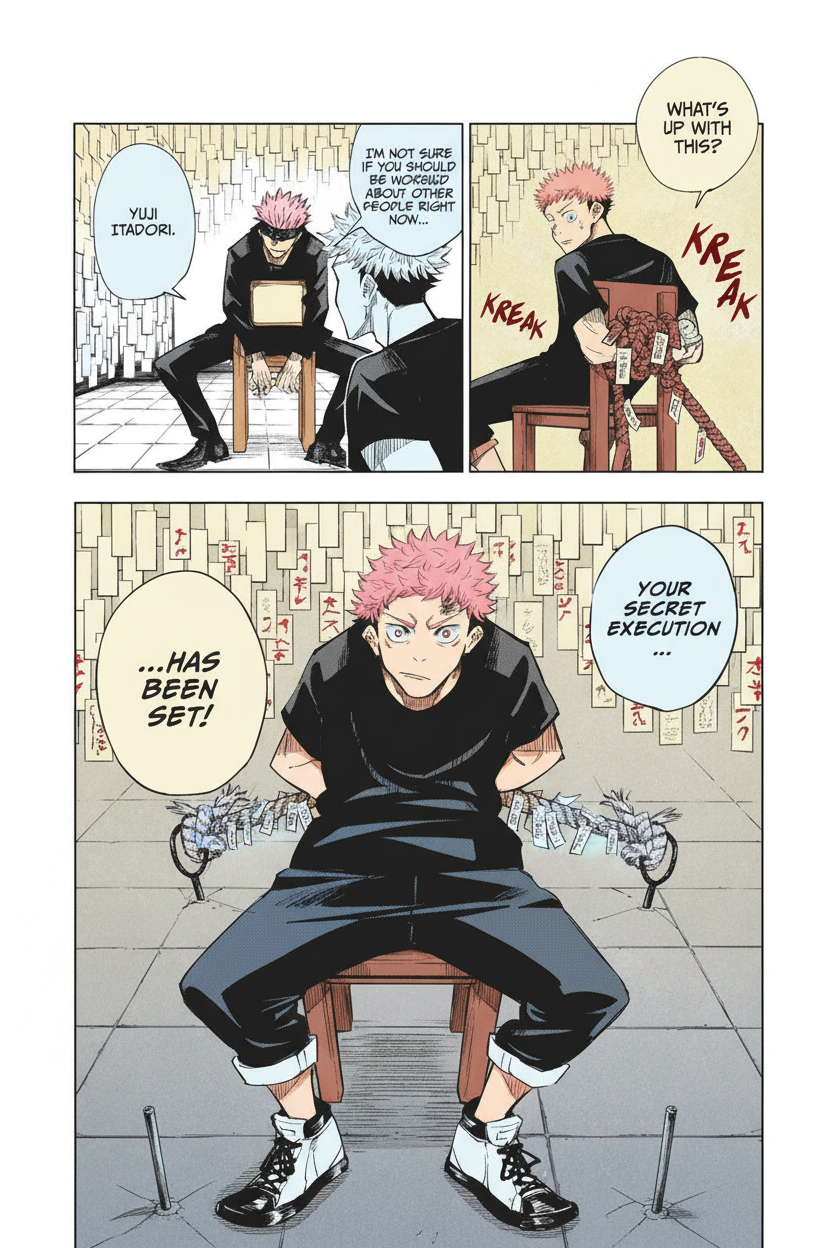 WHAT'S
UP WITH
THIS?
KREAK
KREAK
I'M NOT SURE
IF YOU SHOULD
BE
ABOUT OTHER
PEOPLE RIGHT
NOW...
YUJI
ITADORI.
YOUR
SECRET
EXECUTION
...
...HAS
BEEN
SET!